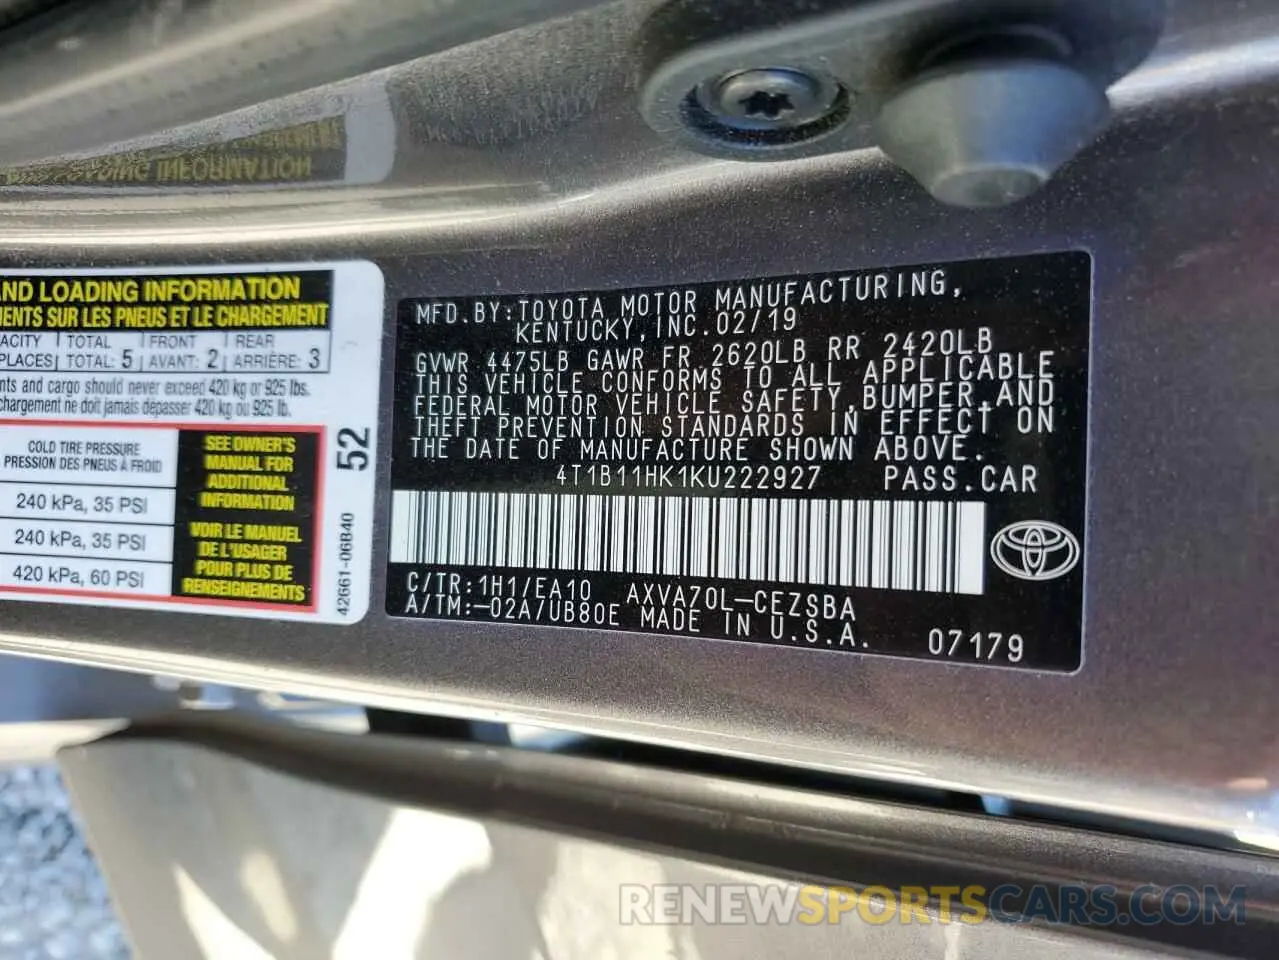 AND LOADING INFORMATION
MENTS SUR LES PNEUS ET LE CHARGEMENT
ACITY TOTAL FRONT REAR
PLACES TOTAL: 5 AVANT: 2 ARRIÈRE: 3
nts and cargo should never exceed 420 kg or 925 lbs.
chargement ne doit jamais dépasser 420 kg ou 925 lb.
COLD TIRE PRESSURE
PRESSION DES PNEUS À FROID
240 kPa, 35 PSI
240 kPa, 35 PSI
420 kPa, 60 PSI
SEE OWNER'S
MANUAL FOR
ADDITIONAL
INFORMATION
VOIR LE MANUEL
DE L'USAGER
POUR PLUS DE
RENSEIGNEMENTS
52
42661-06B40
MFD. BY: TOYOTA MOTOR MANUFACTURING,
KENTUCKY, INC. 02/19
GVWR 4475LB GAWR FR 2620LB RR 2420LB
THIS VEHICLE CONFORMS TO ALL APPLICABLE
FEDERAL MOTOR VEHICLE SAFETY, BUMPER, AND
THEFT PREVENTION STANDARDS IN EFFECT ON
THE DATE OF MANUFACTURE SHOWN ABOVE.
4T1B11HK1KU222927 PASS.CAR
C/TR: 1H1/EA10 AXVA70L-CEZSBA
A/TM: -02A/UB80E MADE IN U.S.A. 07179
RENEWSPORTSCARS.COM